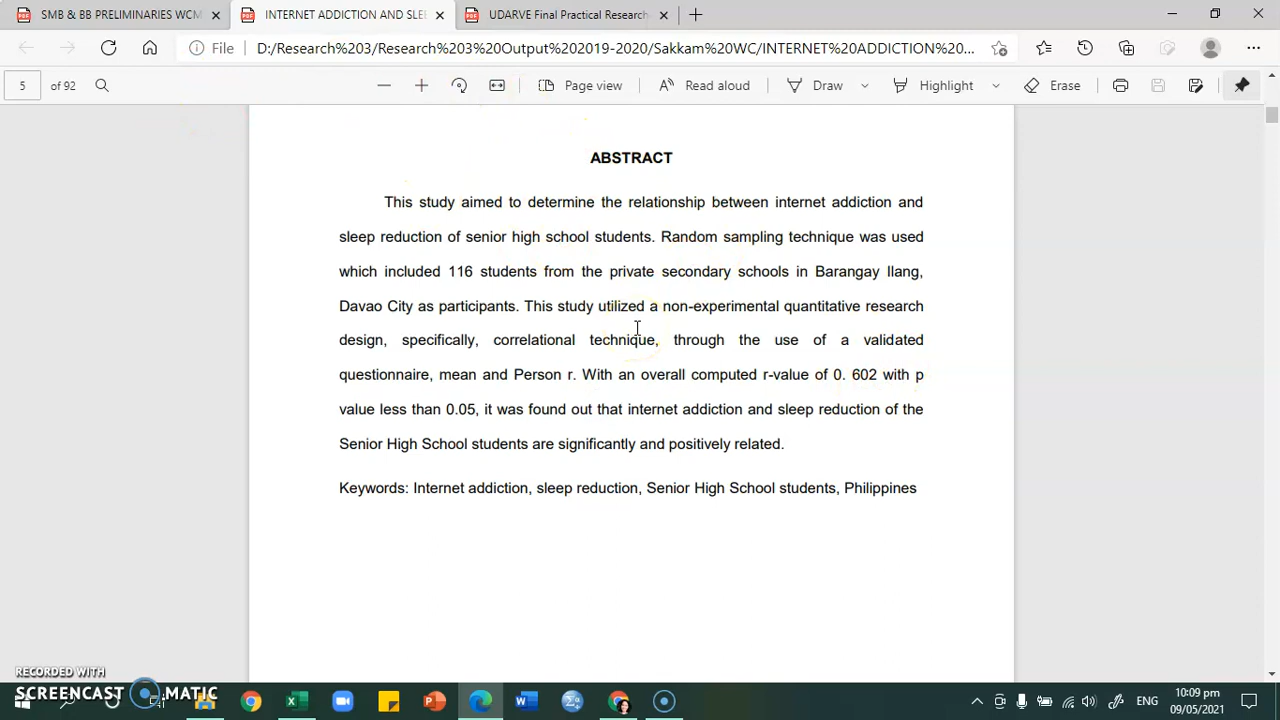 SMB & BB PRELIMINARIES WCM
INTERNET ADDICTION AND SLE
UDARVE Final Practical Research
File
D:/Research%203/Research%203%20Output%202019-2020/Sakkam%20WC/INTERNET%20ADDICTION%20...
5 of 92
Page view
Read aloud
Draw
Highlight
Erase
ABSTRACT
This study aimed to determine the relationship between internet addiction and
sleep reduction of senior high school students. Random sampling technique was used
which included 116 students from the private secondary schools in Barangay Ilang,
Davao City as participants. This study utilized a non-experimental quantitative research
design, specifically, correlational technique, through the use of a validated
questionnaire, mean and Person r. With an overall computed r-value of 0. 602 with p
value less than 0.05, it was found out that internet addiction and sleep reduction of the
Senior High School students are significantly and positively related.
Keywords: Internet addiction, sleep reduction, Senior High School students, Philippines
RECORDED WITH
SCREENCAST MATIC
ENG
10:09 pm
09/05/2021